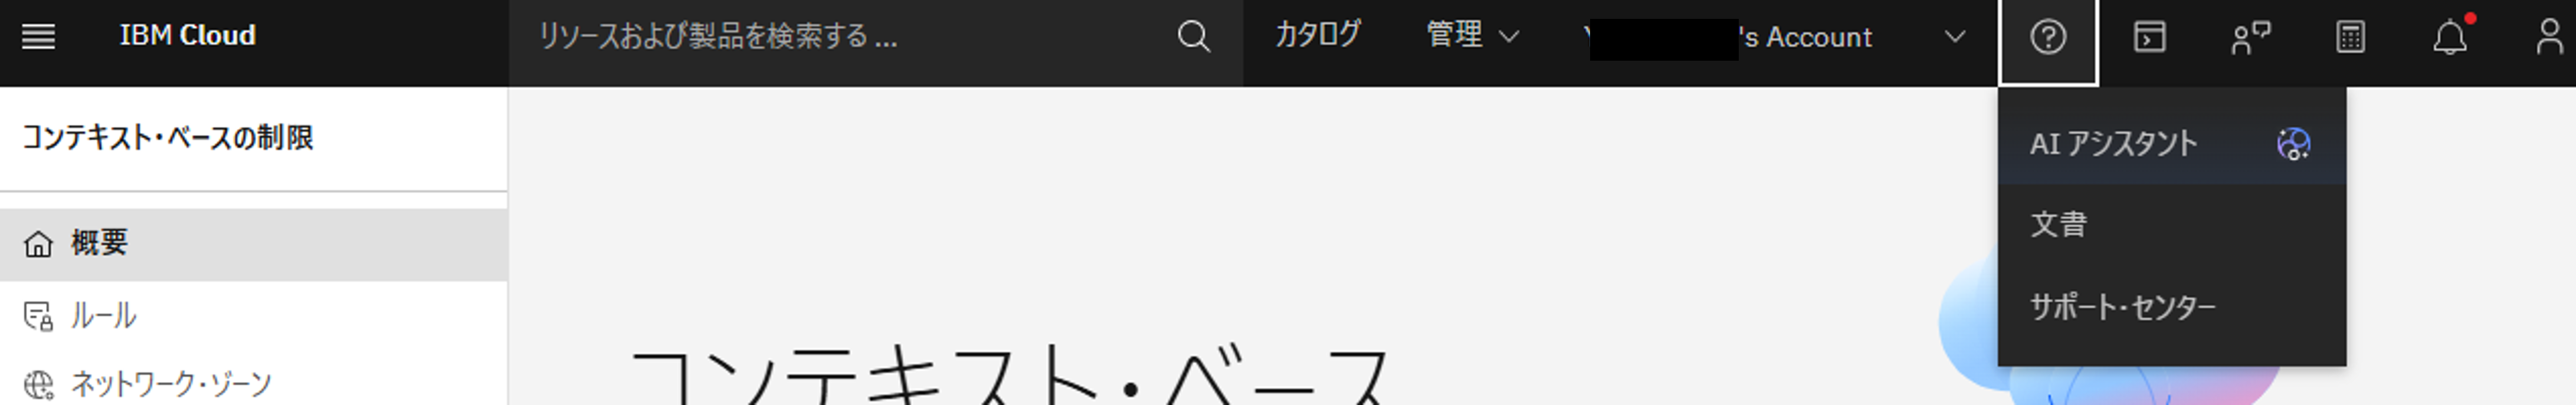 IBM Cloud
リソースおよび製品を検索する ...
カタログ
管理
's Account
コンテキスト・ベースの制限
概要
ルール
ネットワーク・ゾーン
コンテキスト・ベース
AI アシスタント
文書
サポート・センター